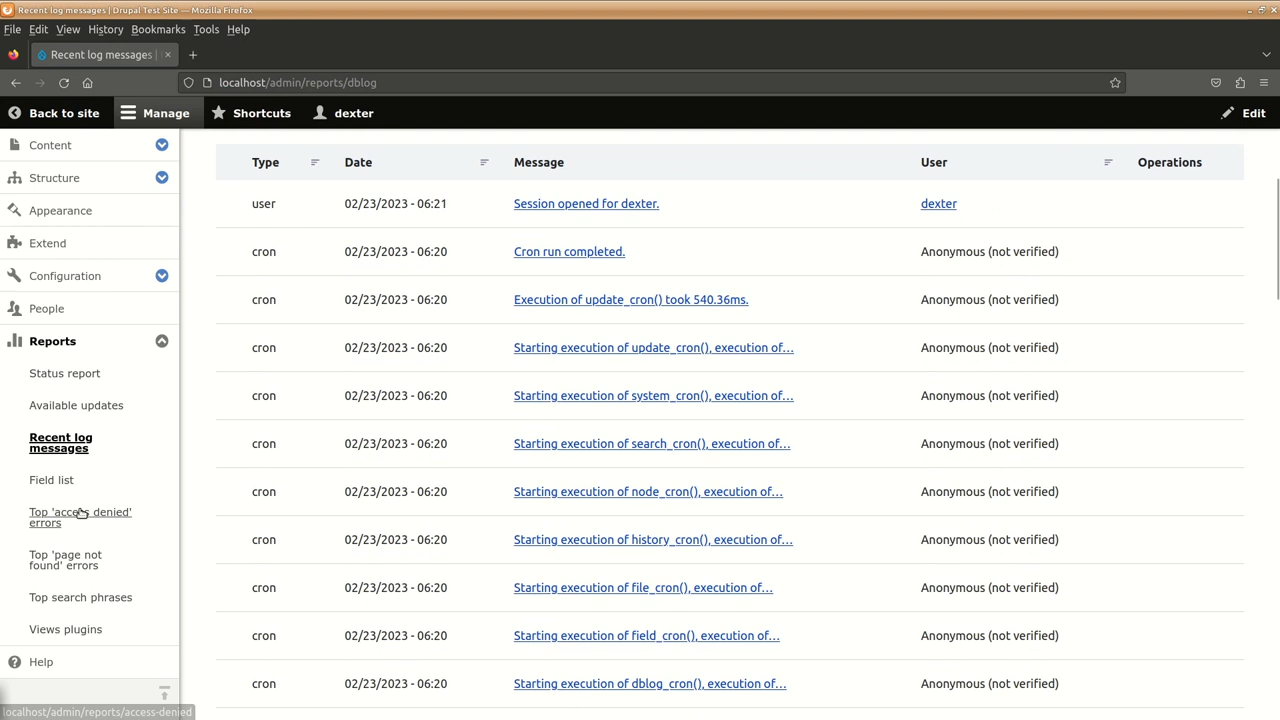 Recent log messages | Drupal Test Site — Mozilla Firefox
File Edit View History Bookmarks Tools Help
Recent log messages |
localhost/admin/reports/dblog
Back to site Manage Shortcuts dexter Edit
Content
Structure
Appearance
Extend
Configuration
People
Reports
Status report
Available updates
Recent log
messages
Field list
Top 'access denied'
errors
Top 'page not
found' errors
Top search phrases
Views plugins
Help
localhost/admin/reports/access-denied
Type Date Message User Operations
user 02/23/2023 - 06:21 Session opened for dexter. dexter
cron 02/23/2023 - 06:20 Cron run completed. Anonymous (not verified)
cron 02/23/2023 - 06:20 Execution of update_cron() took 540.36ms. Anonymous (not verified)
cron 02/23/2023 - 06:20 Starting execution of update_cron(), execution of… Anonymous (not verified)
cron 02/23/2023 - 06:20 Starting execution of system_cron(), execution of… Anonymous (not verified)
cron 02/23/2023 - 06:20 Starting execution of search_cron(), execution of… Anonymous (not verified)
cron 02/23/2023 - 06:20 Starting execution of node_cron(), execution of… Anonymous (not verified)
cron 02/23/2023 - 06:20 Starting execution of history_cron(), execution of… Anonymous (not verified)
cron 02/23/2023 - 06:20 Starting execution of file_cron(), execution of… Anonymous (not verified)
cron 02/23/2023 - 06:20 Starting execution of field_cron(), execution of… Anonymous (not verified)
cron 02/23/2023 - 06:20 Starting execution of dblog_cron(), execution of… Anonymous (not verified)